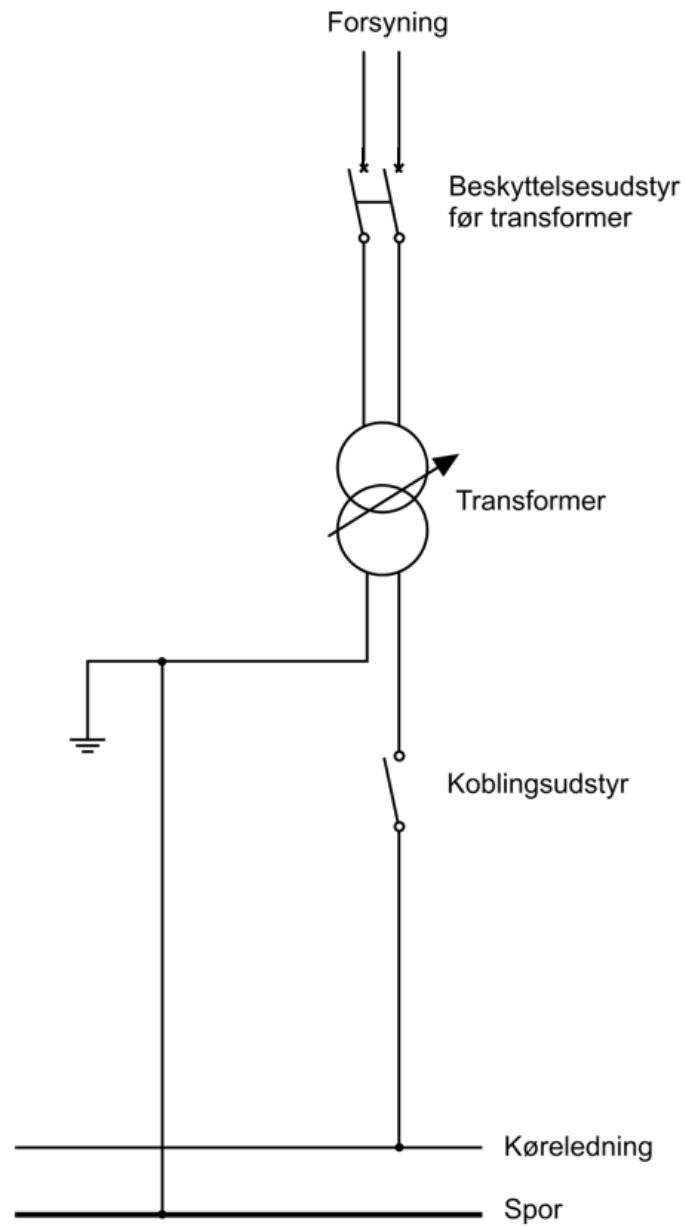 Forsyning
Beskyttelsesudstyr
før transformer
Transformer
Koblingsudstyr
Køreledning
Spor